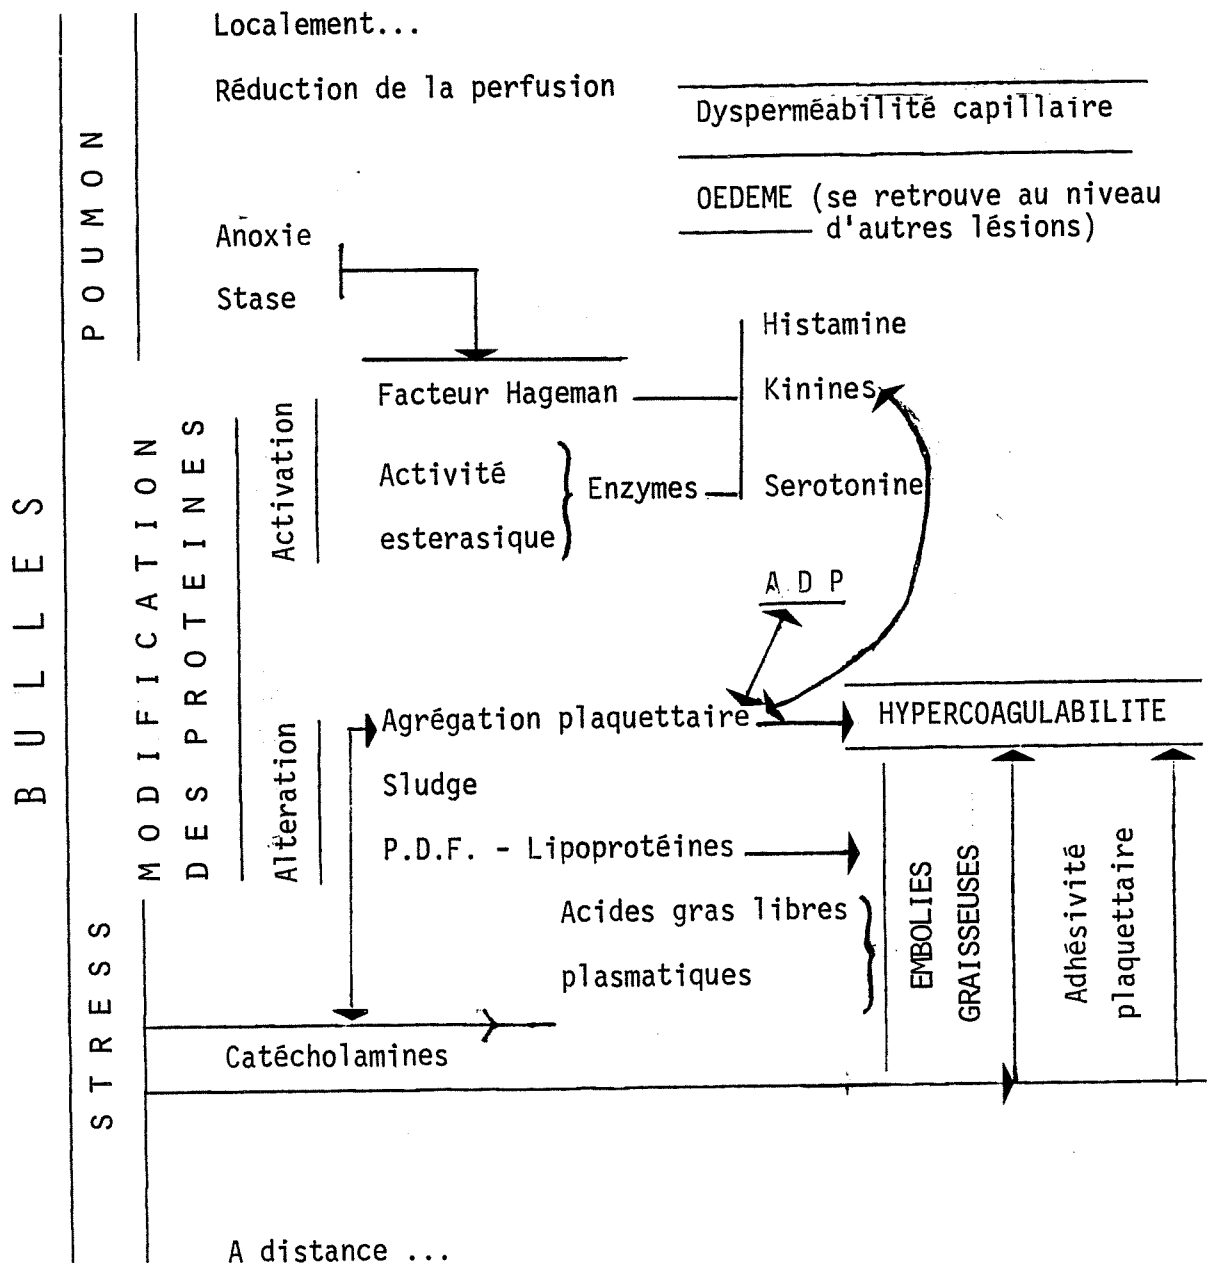 Localement...
Réduction de la perfusion
Dysperméabilité capillaire
OEDEME (se retrouve au niveau
d'autres lésions)
Anoxie
Stase
POUMON
Histamine
Facteur Hageman
Kinines
Activité
esterasique
Enzymes
Serotonine
Activation
BULLES
MODIFICATION
DES PROTEINES
A D P
Agrégation plaquettaire
HYPERCOAGULABILITE
Sludge
P.D.F. - Lipoprotéines
Acides gras libres
plasmatiques
Alteration
EMBOLIES
GRAISSEUSES
Adhésivité
plaquettaire
STRESS
Catécholamines
A distance ...